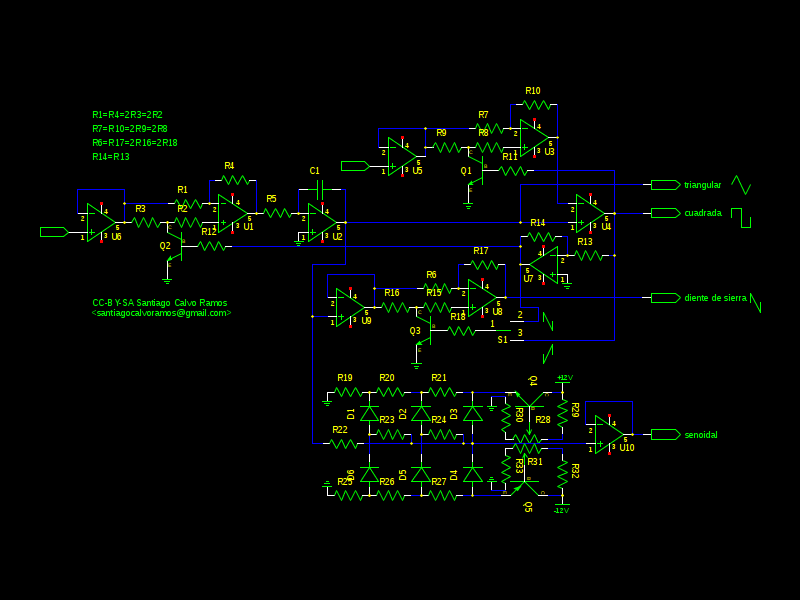 R10
R7
R9
R8
U3
R1=R4=2R3=2R2
R7=R10=2R9=2R8
R6=R17=2R16=2R18
R14=R13
U5
Q1
R11
R4
C1
triangular
R1
R5
R3
R2
U1
U2
U4
cuadrada
U6
Q2
R12
R14
R13
R17
U7
R6
diente de sierra
CC-BY-SA Santiago Calvo Ramos
<santiagocalvoramos@gmail.com>
R16
R15
U8
U9
R18
Q3
S1
1
2
3
R19
R20
R21
Q4
+12V
D1
D2
D3
R30
R28
R29
R22
R23
R24
senoidal
U10
D6
D5
D4
R33
R31
R32
R25
R26
R27
Q5
-12V